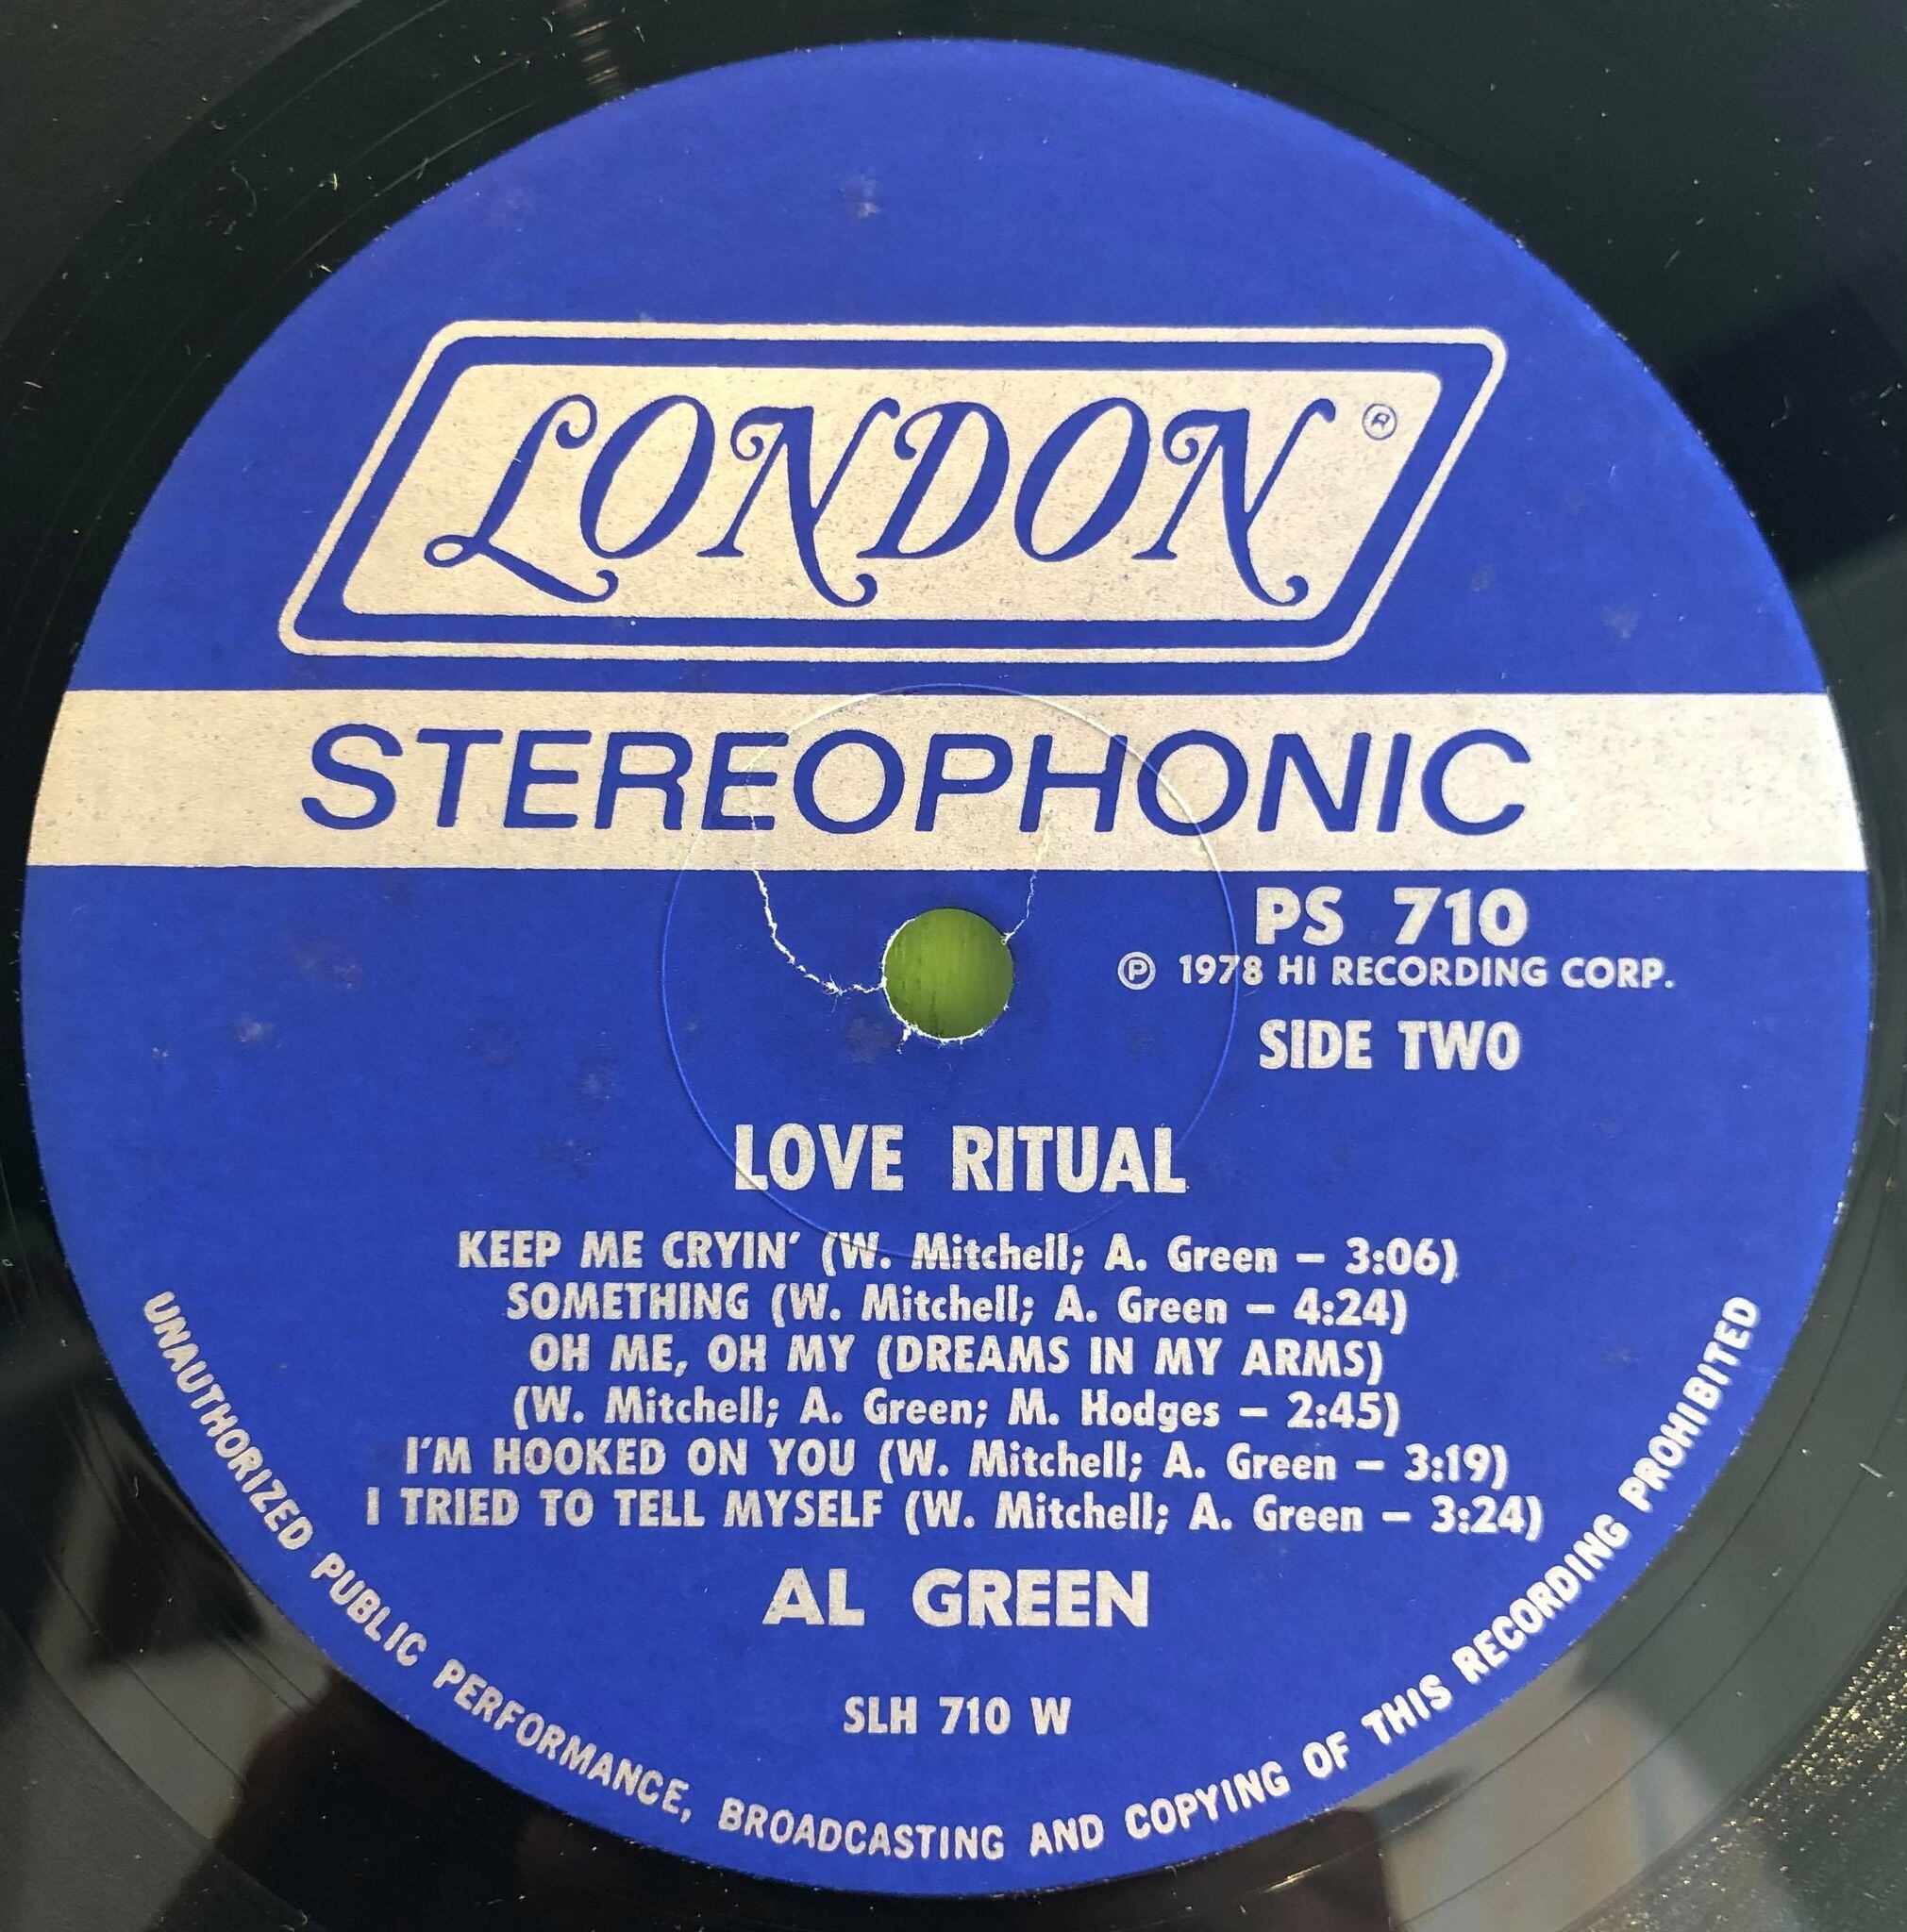 LONDON ®
STEREOPHONIC
PS 710
℗ 1978 HI RECORDING CORP.
SIDE TWO
LOVE RITUAL
KEEP ME CRYIN' (W. Mitchell; A. Green – 3:06)
SOMETHING (W. Mitchell; A. Green – 4:24)
OH ME, OH MY (DREAMS IN MY ARMS)
(W. Mitchell; A. Green; M. Hodges – 2:45)
I'M HOOKED ON YOU (W. Mitchell; A. Green – 3:19)
I TRIED TO TELL MYSELF (W. Mitchell; A. Green – 3:24)
AL GREEN
SLH 710 W
UNAUTHORIZED PUBLIC PERFORMANCE, BROADCASTING AND COPYING OF THIS RECORDING PROHIBITED